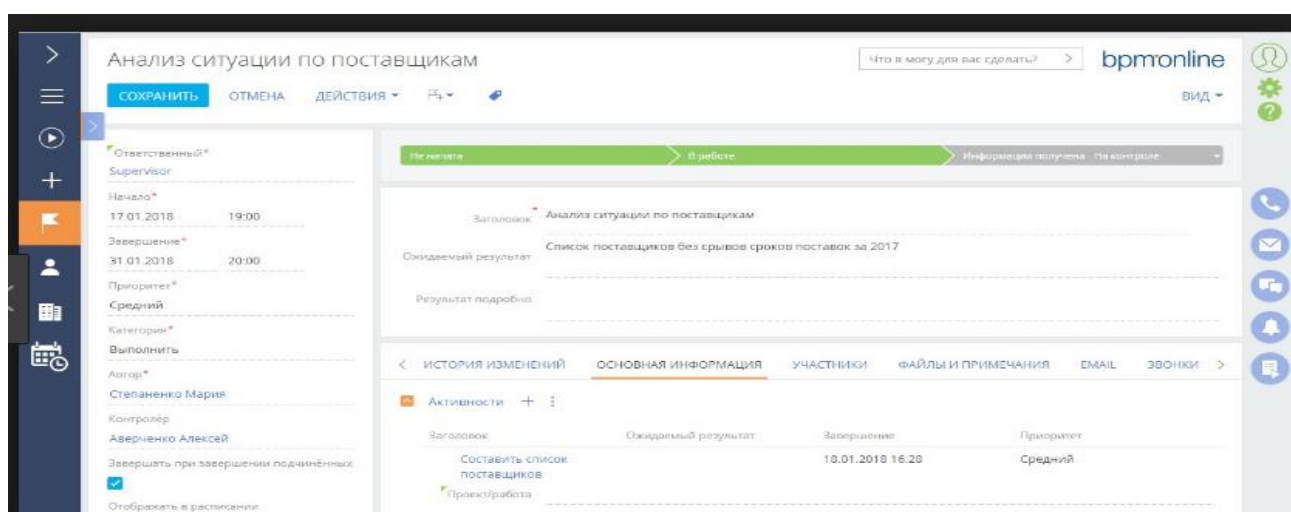 Анализ ситуации по поставщикам
Что я могу для вас сделать? >
bpmonline
СОХРАНИТЬ ОТМЕНА ДЕЙСТВИЯ
ВИД
Ответственный*
Supervisor
Начало*
17.01.2018 19:00
Завершение*
31.01.2018 20:00
Приоритет*
Средний
Категория*
Выполнить
Автор*
Степаненко Мария
Контролёр
Аверченко Алексей
Завершать при завершении подчинённых
Отображать в расписании
Не начата
В работе
Информация получена - На контроле
Заголовок* Анализ ситуации по поставщикам
Ожидаемый результат Список поставщиков без срывов сроков поставок за 2017
Результат подробно
< ИСТОРИЯ ИЗМЕНЕНИЙ ОСНОВНАЯ ИНФОРМАЦИЯ УЧАСТНИКИ ФАЙЛЫ И ПРИМЕЧАНИЯ EMAIL ЗВОНКИ >
Активности + ⋮
Заголовок Ожидаемый результат Завершение Приоритет
Составить список 18.01.2018 16:28 Средний
поставщиков
Проект/работа